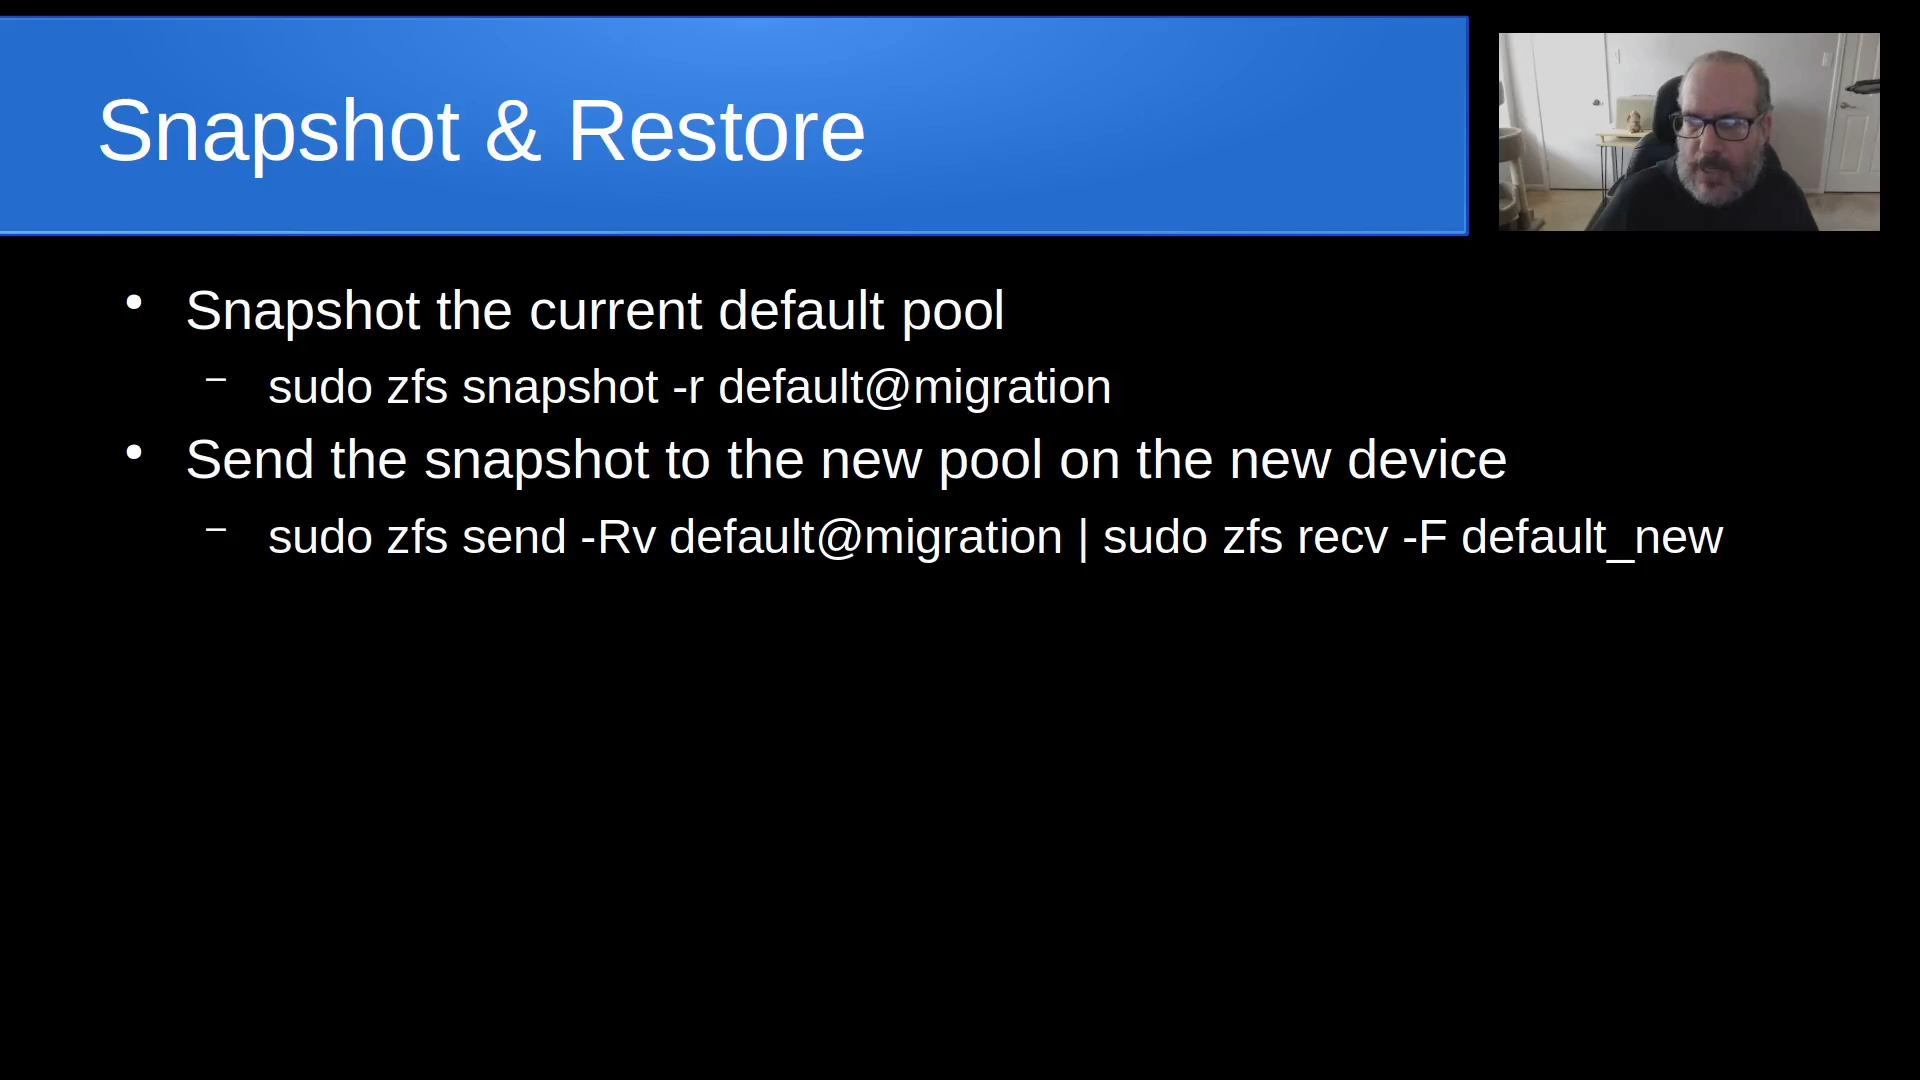 Snapshot & Restore
• Snapshot the current default pool
– sudo zfs snapshot -r default@migration
• Send the snapshot to the new pool on the new device
– sudo zfs send -Rv default@migration | sudo zfs recv -F default_new